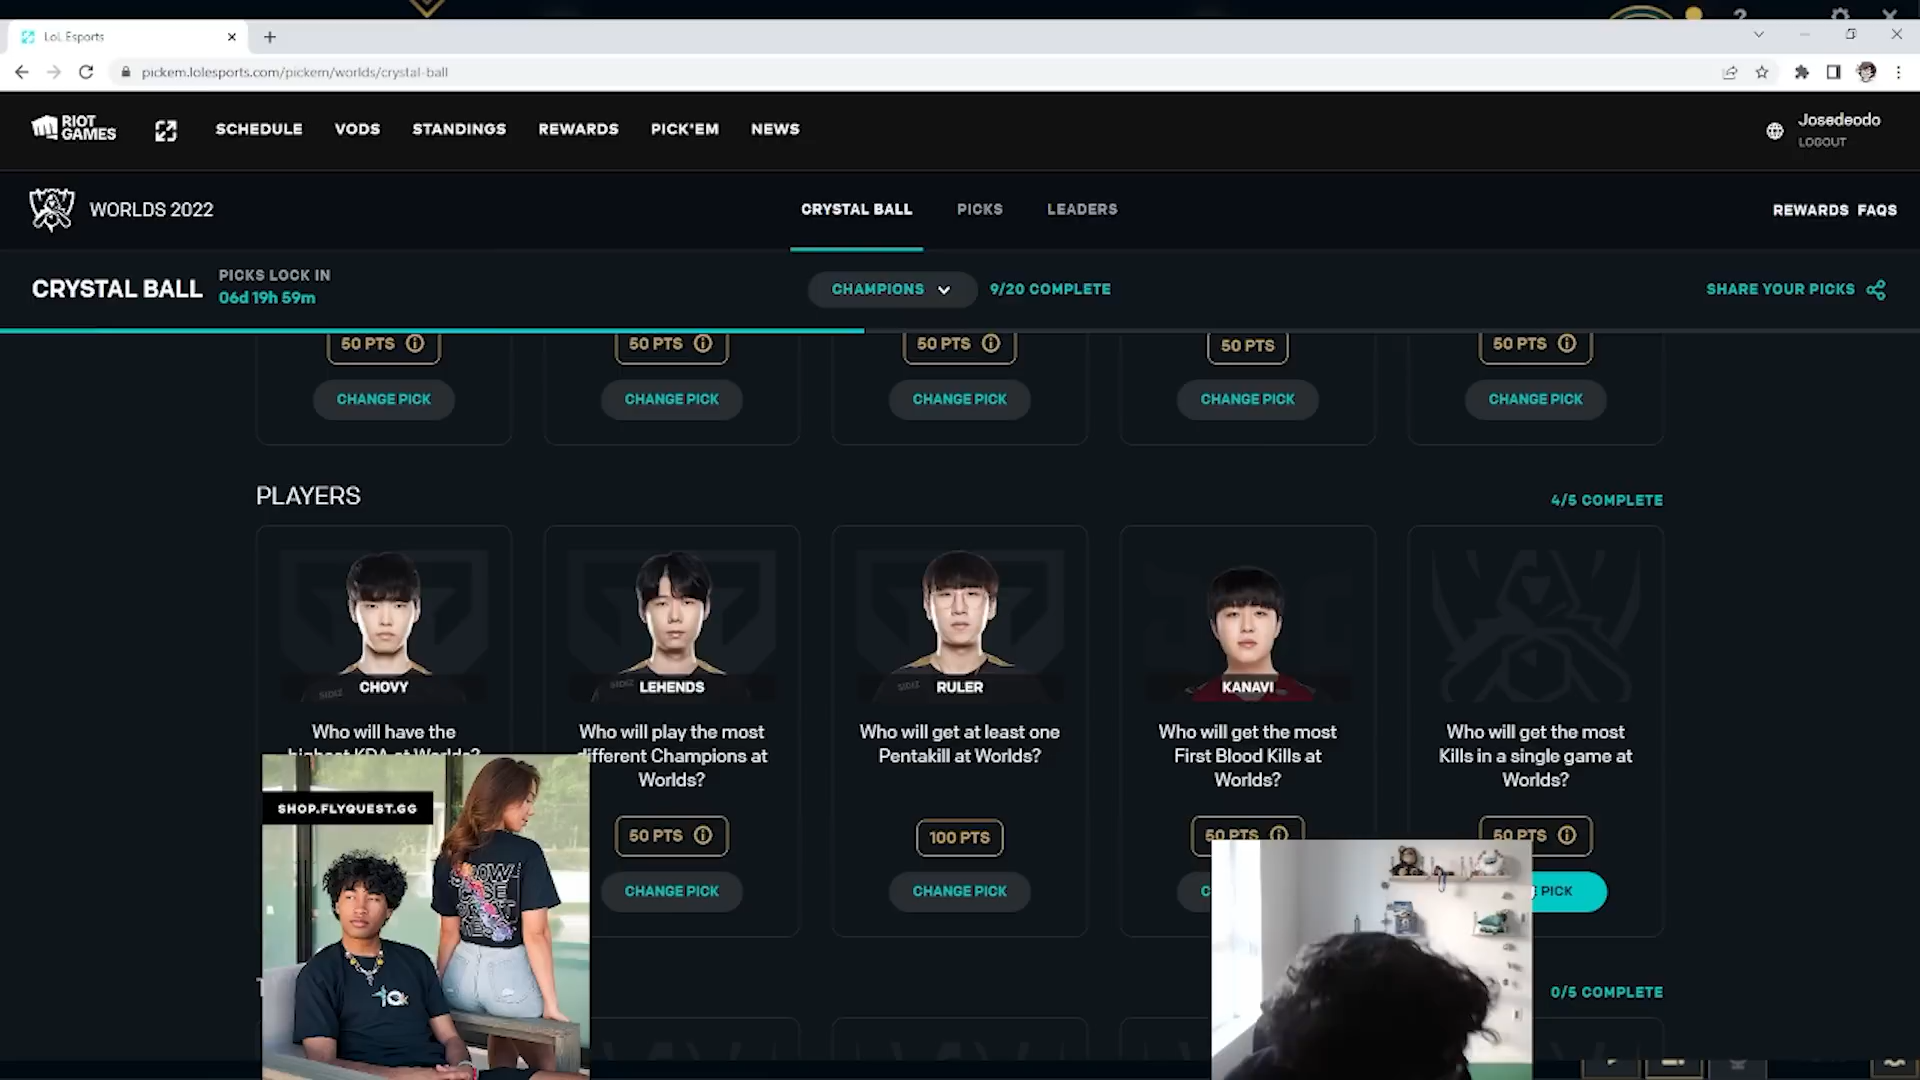 LoL Esports
pickem.lolesports.com/pickem/worlds/crystal-ball
RIOT GAMES
SCHEDULE VODS STANDINGS REWARDS PICK'EM NEWS
Josedeodo
LOGOUT
WORLDS 2022
CRYSTAL BALL PICKS LEADERS
REWARDS FAQS
CRYSTAL BALL
PICKS LOCK IN
06d 19h 59m
CHAMPIONS
9/20 COMPLETE
SHARE YOUR PICKS
50 PTS 50 PTS 50 PTS 50 PTS 50 PTS
CHANGE PICK CHANGE PICK CHANGE PICK CHANGE PICK CHANGE PICK
PLAYERS
4/5 COMPLETE
CHOVY
Who will have the
highest KDA at Worlds?
LEHENDS
Who will play the most
different Champions at
Worlds?
50 PTS
CHANGE PICK
RULER
Who will get at least one
Pentakill at Worlds?
100 PTS
CHANGE PICK
KANAVI
Who will get the most
First Blood Kills at
Worlds?
50 PTS
Who will get the most
Kills in a single game at
Worlds?
50 PTS
PICK
SHOP.FLYQUEST.GG
0/5 COMPLETE